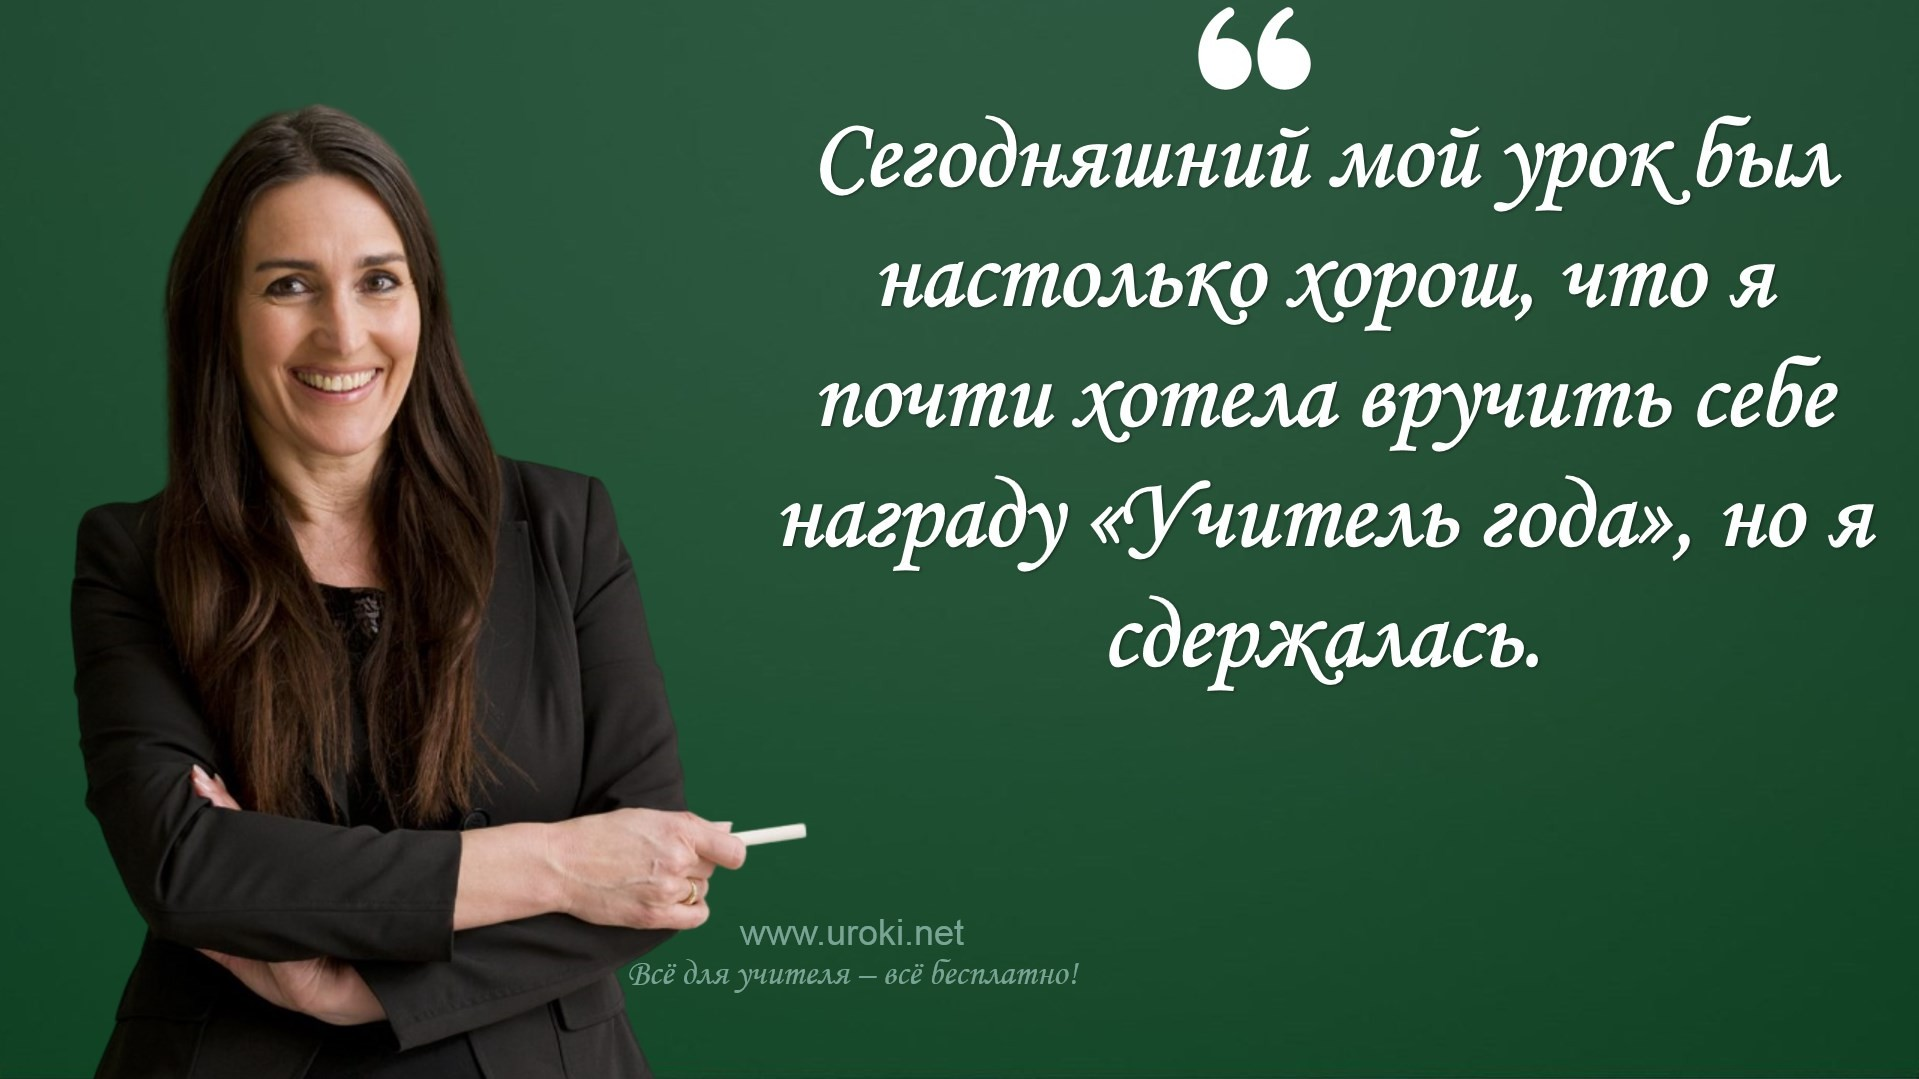 “
Сегодняшний мой урок был
настолько хорош, что я
почти хотела вручить себе
награду «Учитель года», но я
сдержалась.
www.uroki.net
Всё для учителя – всё бесплатно!